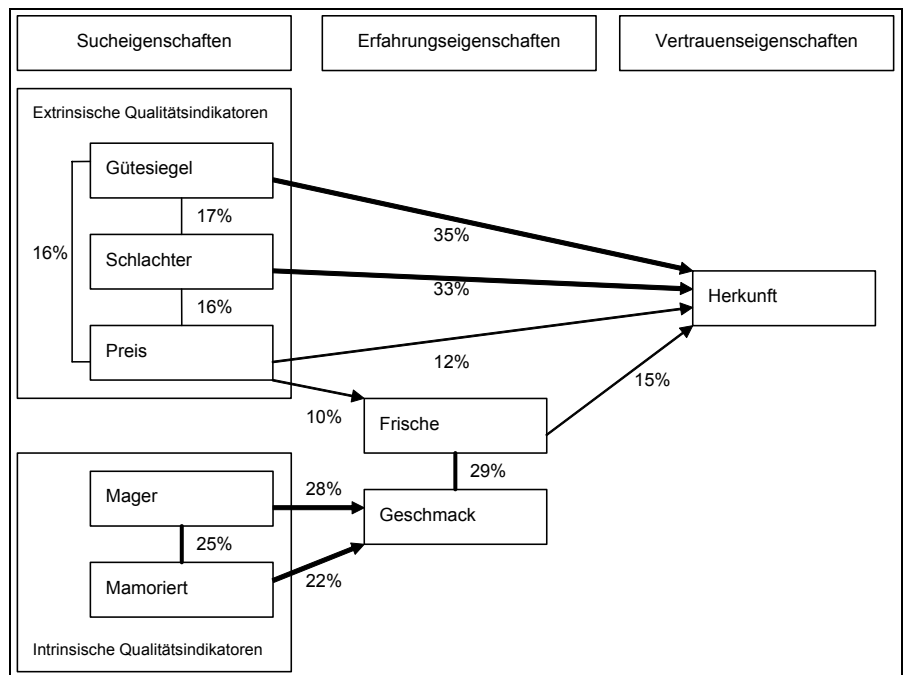 Sucheigenschaften
Erfahrungseigenschaften
Vertrauenseigenschaften
Extrinsische Qualitätsindikatoren
Gütesiegel
17%
35%
16%
Schlachter
33%
Herkunft
16%
Preis
12%
15%
10%
Frische
29%
Mager
28%
Geschmack
25%
Mamoriert
22%
Intrinsische Qualitätsindikatoren